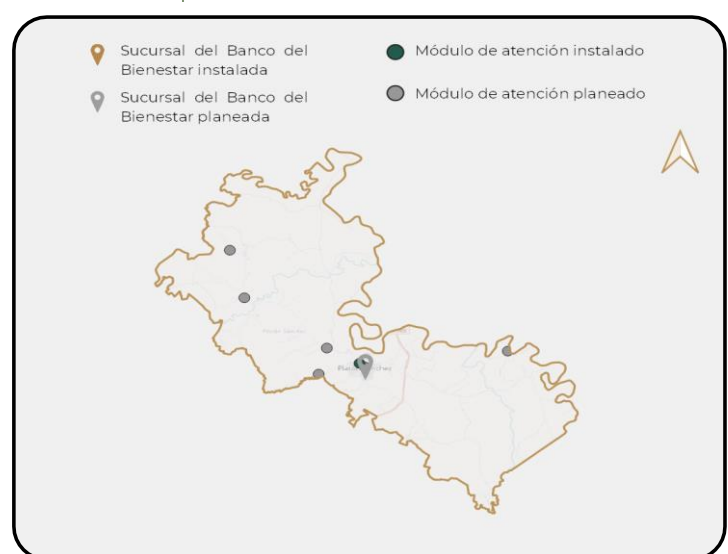 Sucursal del Banco del
Bienestar instalada
Módulo de atención instalado
Sucursal del Banco del
Bienestar planeada
Módulo de atención planeado